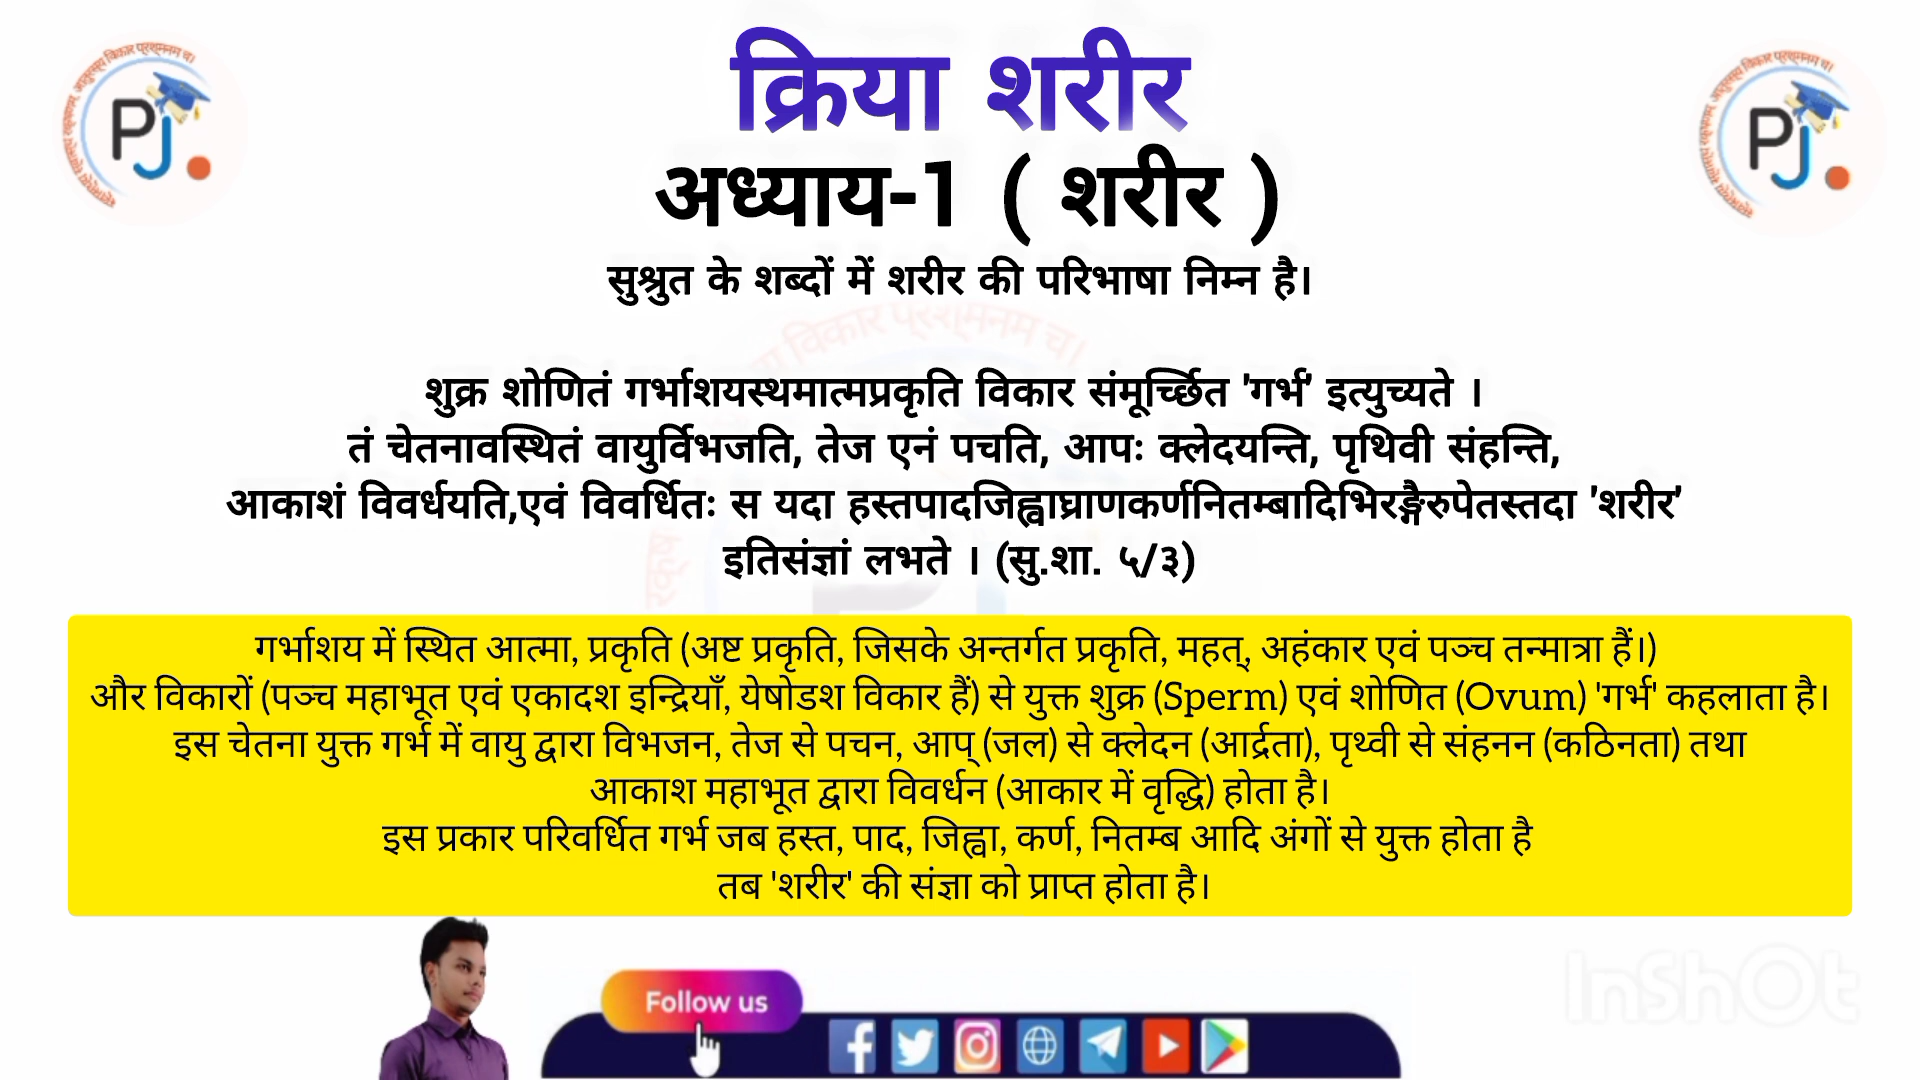 क्रिया शरीर
अध्याय-1 ( शरीर )
सुश्रुत के शब्दों में शरीर की परिभाषा निम्न है।
शुक्र शोणितं गर्भाशयस्थमात्मप्रकृति विकार संमूर्च्छित 'गर्भ' इत्युच्यते ।
तं चेतनावस्थितं वायुर्विभजति, तेज एनं पचति, आपः क्लेदयन्ति, पृथिवी संहन्ति,
आकाशं विवर्धयति,एवं विवर्धितः स यदा हस्तपादजिह्वाघ्राणकर्णनितम्बादिभिरङ्गैरुपेतस्तदा 'शरीर'
इतिसंज्ञां लभते । (सु.शा. ५/३)
गर्भाशय में स्थित आत्मा, प्रकृति (अष्ट प्रकृति, जिसके अन्तर्गत प्रकृति, महत्, अहंकार एवं पञ्च तन्मात्रा हैं।)
और विकारों (पञ्च महाभूत एवं एकादश इन्द्रियाँ, येषोडश विकार हैं) से युक्त शुक्र (Sperm) एवं शोणित (Ovum) 'गर्भ' कहलाता है।
इस चेतना युक्त गर्भ में वायु द्वारा विभजन, तेज से पचन, आप् (जल) से क्लेदन (आर्द्रता), पृथ्वी से संहनन (कठिनता) तथा
आकाश महाभूत द्वारा विवर्धन (आकार में वृद्धि) होता है।
इस प्रकार परिवर्धित गर्भ जब हस्त, पाद, जिह्वा, कर्ण, नितम्ब आदि अंगों से युक्त होता है
तब 'शरीर' की संज्ञा को प्राप्त होता है।
Follow us
InShOt
PJ.
PJ.